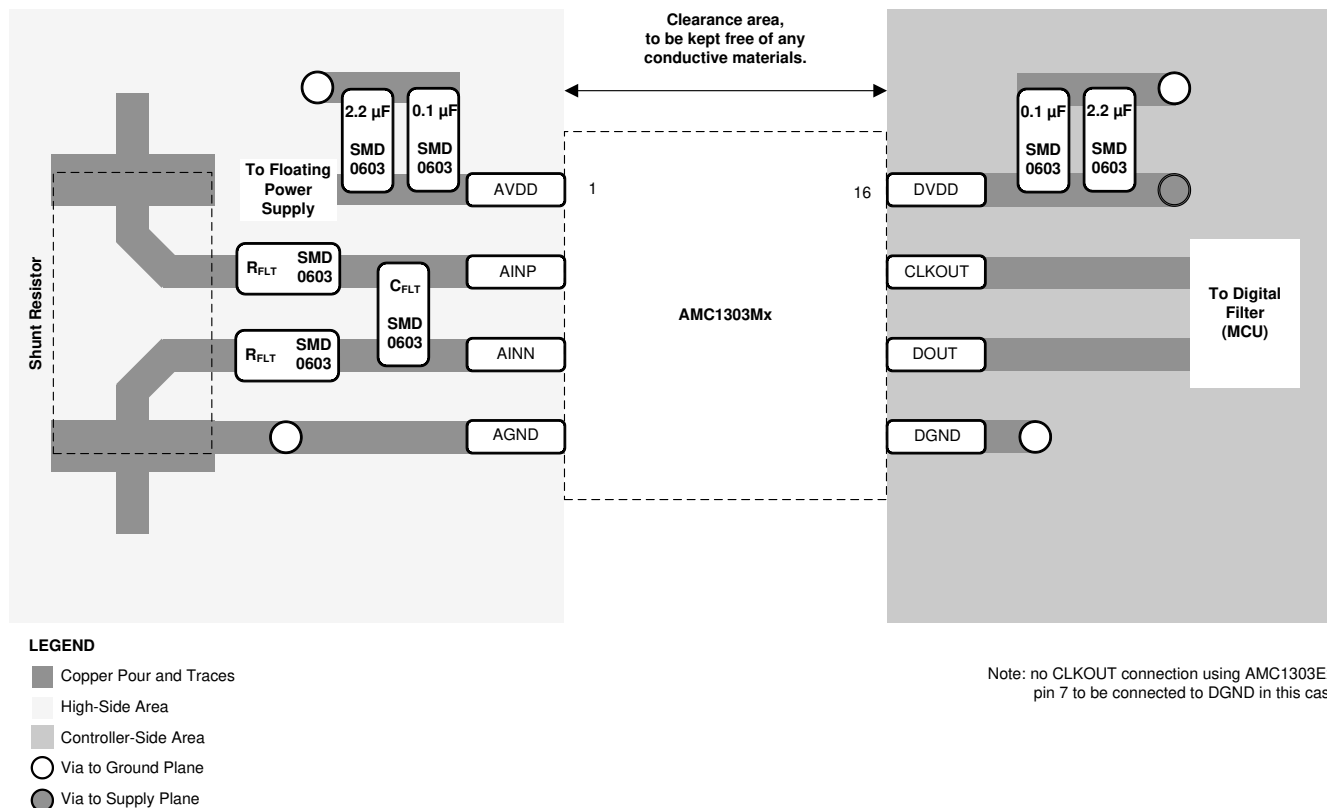 Clearance area,
to be kept free of any
conductive materials.
2.2 µF
SMD
0603
0.1 µF
SMD
0603
To Floating
Power
Supply
AVDD
1
Shunt Resistor
RFLT
SMD
0603
AINP
CFLT
SMD
0603
RFLT
SMD
0603
AINN
AGND
AMC1303Mx
16
DVDD
0.1 µF
SMD
0603
2.2 µF
SMD
0603
CLKOUT
DOUT
DGND
To Digital
Filter
(MCU)
LEGEND
Copper Pour and Traces
High-Side Area
Controller-Side Area
Via to Ground Plane
Via to Supply Plane
Note: no CLKOUT connection using AMC1303E
pin 7 to be connected to DGND in this cas